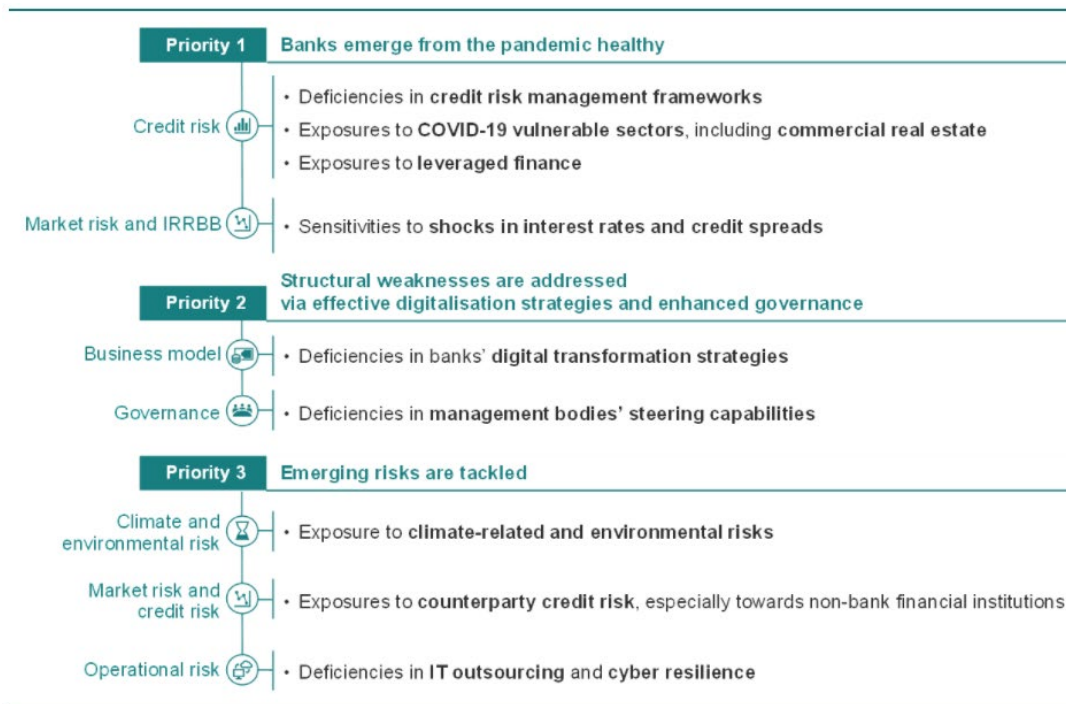 Priority 1
Banks emerge from the pandemic healthy
Credit risk
• Deficiencies in credit risk management frameworks
• Exposures to COVID-19 vulnerable sectors, including commercial real estate
• Exposures to leveraged finance
Market risk and IRRBB
• Sensitivities to shocks in interest rates and credit spreads
Priority 2
Structural weaknesses are addressed
via effective digitalisation strategies and enhanced governance
Business model
• Deficiencies in banks' digital transformation strategies
Governance
• Deficiencies in management bodies' steering capabilities
Priority 3
Emerging risks are tackled
Climate and
environmental risk
• Exposure to climate-related and environmental risks
Market risk and
credit risk
• Exposures to counterparty credit risk, especially towards non-bank financial institutions
Operational risk
• Deficiencies in IT outsourcing and cyber resilience